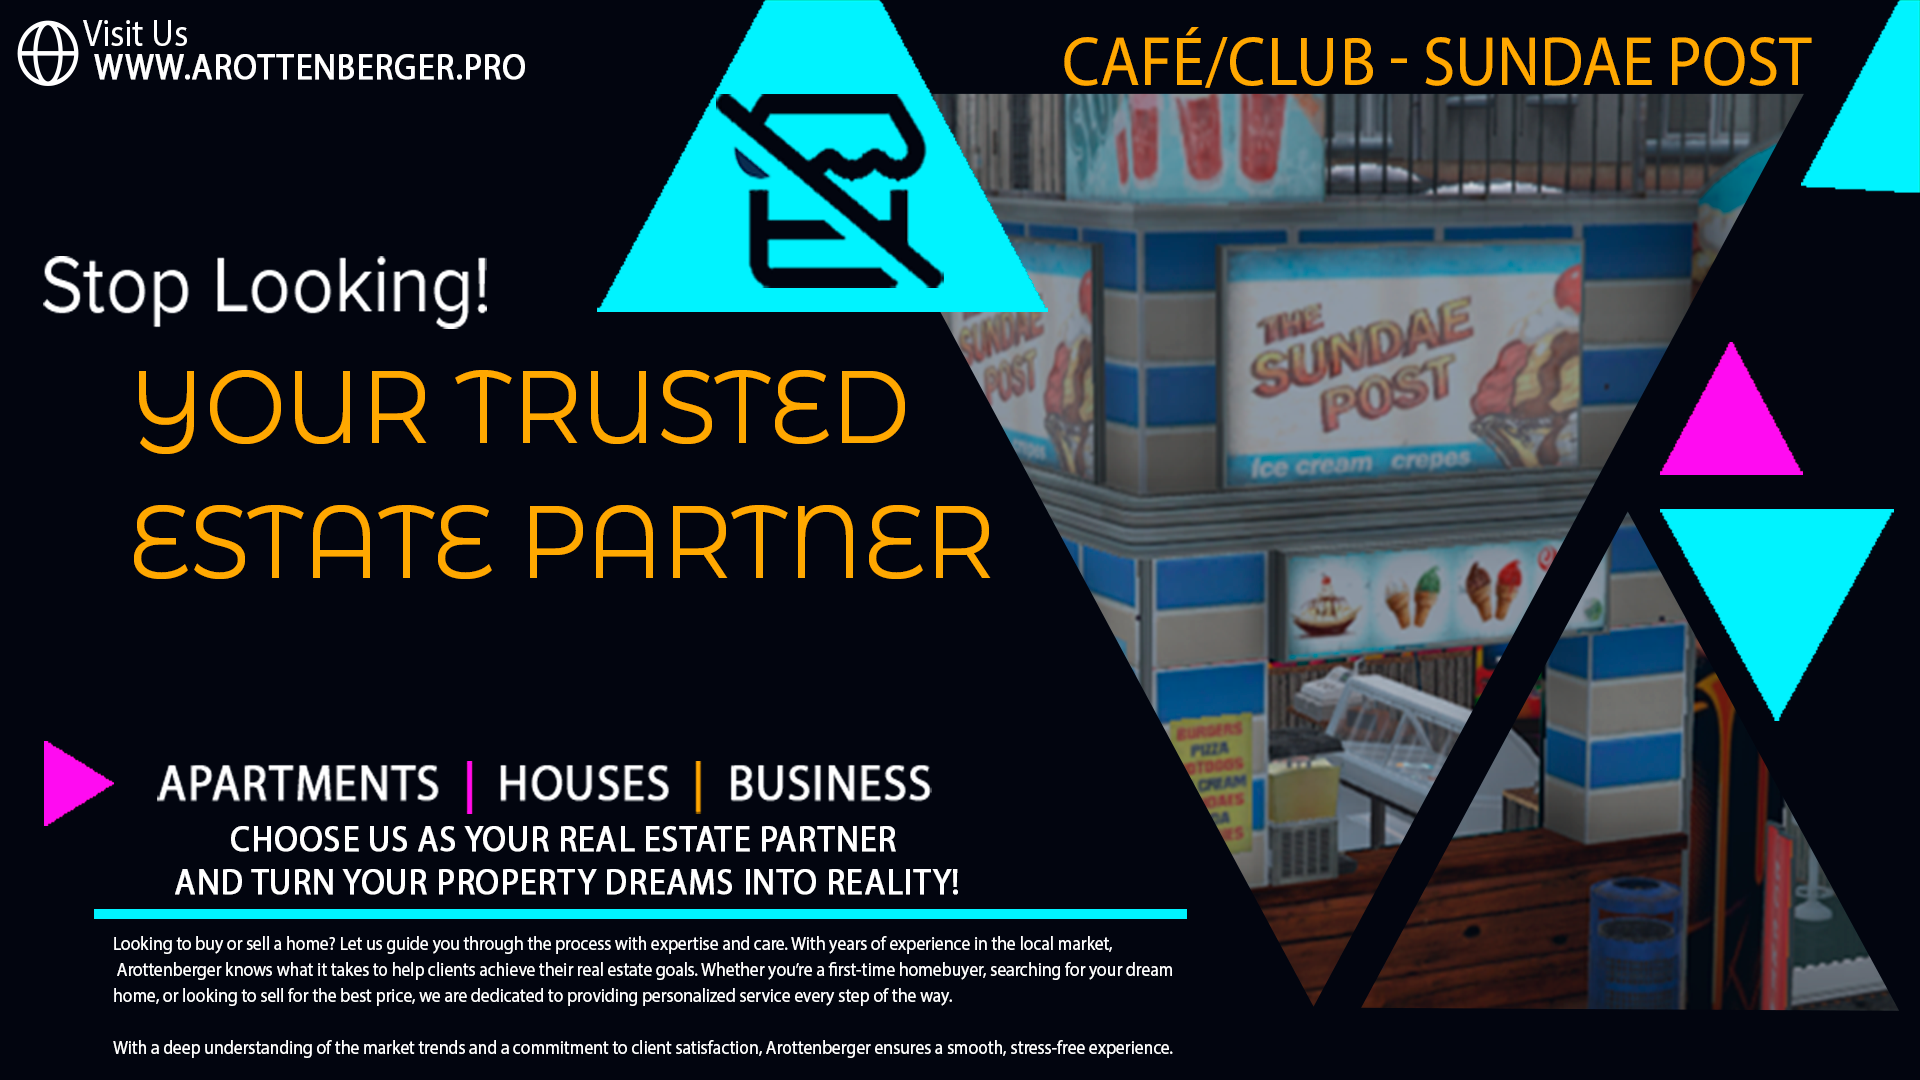 Visit Us
WWW.AROTTENBERGER.PRO
CAFÉ/CLUB - SUNDAE POST
Stop Looking!
YOUR TRUSTED
ESTATE PARTNER
THE
SUNDAE
POST
Ice cream crepes
SUNDAE
POST
BURGERS
PIZZA
CREAM
APARTMENTS | HOUSES | BUSINESS
CHOOSE US AS YOUR REAL ESTATE PARTNER
AND TURN YOUR PROPERTY DREAMS INTO REALITY!
Looking to buy or sell a home? Let us guide you through the process with expertise and care. With years of experience in the local market,
Arottenberger knows what it takes to help clients achieve their real estate goals. Whether you're a first-time homebuyer, searching for your dream
home, or looking to sell for the best price, we are dedicated to providing personalized service every step of the way.
With a deep understanding of the market trends and a commitment to client satisfaction, Arottenberger ensures a smooth, stress-free experience.